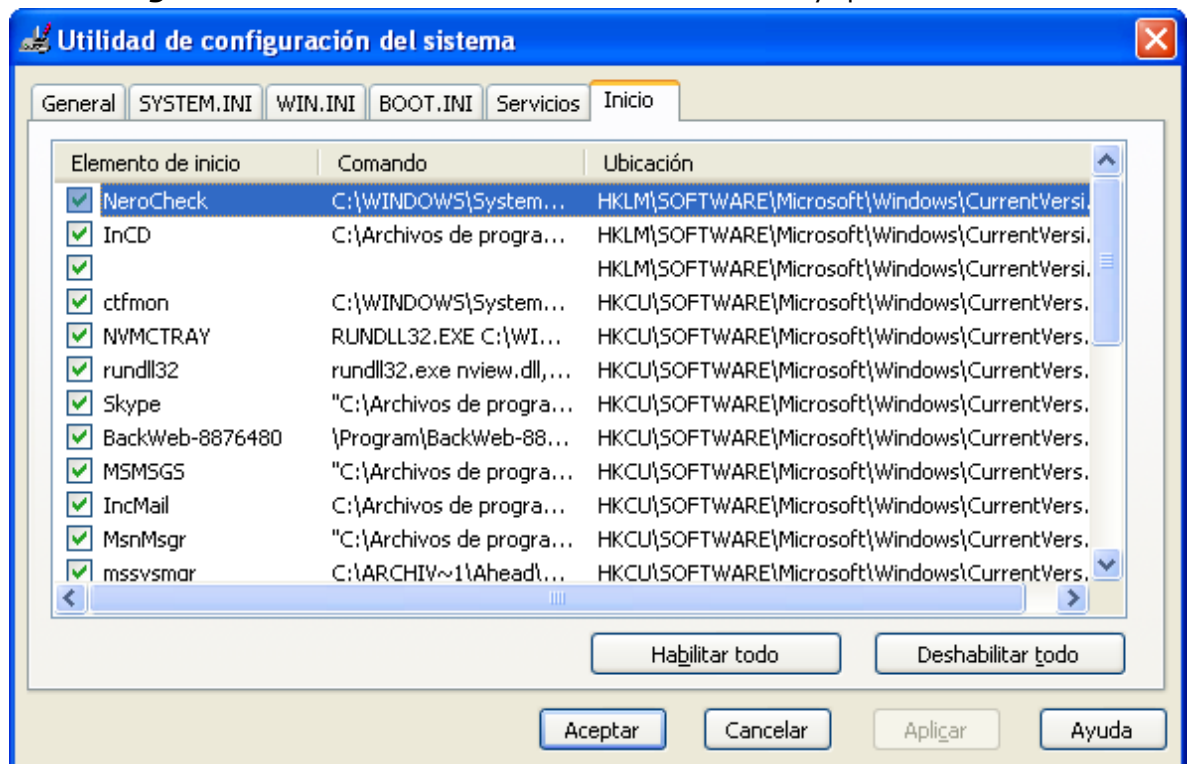 Utilidad de configuración del sistema
General SYSTEM.INI WIN.INI BOOT.INI Servicios Inicio
Elemento de inicio Comando Ubicación
NeroCheck C:\WINDOWS\System... HKLM\SOFTWARE\Microsoft\Windows\CurrentVersi.
InCD C:\Archivos de progra... HKLM\SOFTWARE\Microsoft\Windows\CurrentVersi.
HKLM\SOFTWARE\Microsoft\Windows\CurrentVersi.
ctfmon C:\WINDOWS\System... HKCU\SOFTWARE\Microsoft\Windows\CurrentVers.
NVMCTRAY RUNDLL32.EXE C:\WI... HKCU\SOFTWARE\Microsoft\Windows\CurrentVers.
rundll32 rundll32.exe nview.dll,... HKCU\SOFTWARE\Microsoft\Windows\CurrentVers.
Skype "C:\Archivos de progra... HKCU\SOFTWARE\Microsoft\Windows\CurrentVers.
BackWeb-8876480 \Program\BackWeb-88... HKCU\SOFTWARE\Microsoft\Windows\CurrentVers.
MSMSGS "C:\Archivos de progra... HKCU\SOFTWARE\Microsoft\Windows\CurrentVers.
IncMail C:\Archivos de progra... HKCU\SOFTWARE\Microsoft\Windows\CurrentVers.
MsnMsgr "C:\Archivos de progra... HKCU\SOFTWARE\Microsoft\Windows\CurrentVers.
mssysmgr C:\ARCHIV~1\Ahead\... HKCU\SOFTWARE\Microsoft\Windows\CurrentVers.
Habilitar todo Deshabilitar todo
Aceptar Cancelar Aplicar Ayuda